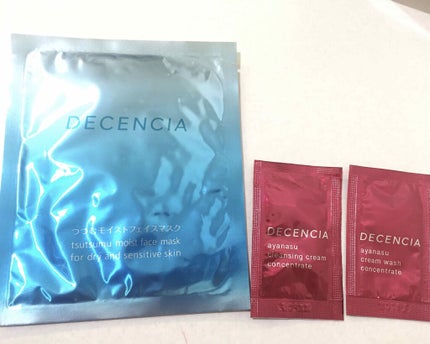 DECENCIA
つつむモイストフェイスマスク
tsutsumu moist face mask
for dry and sensitive skin
DECENCIA
ayanasu
cleansing cream
concentrate
DECENCIA
ayanasu
cream wash
concentrate